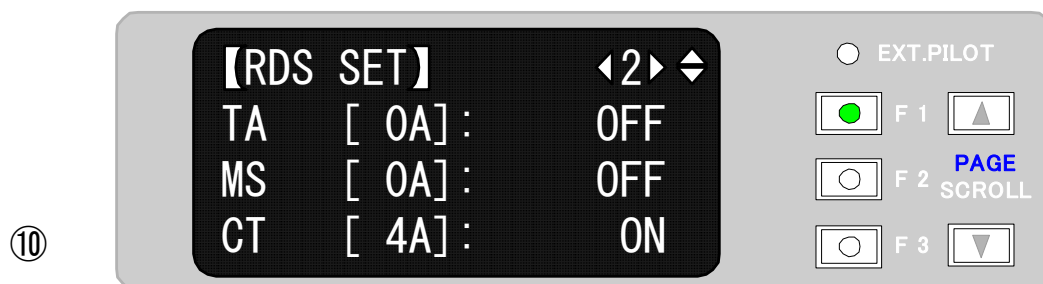 【RDS SET】 ◀2▶ ◆
TA [ 0A]: OFF
MS [ 0A]: OFF
CT [ 4A]: ON
EXT.PILOT
F 1
F 2
F 3
PAGE
SCROLL
⑩